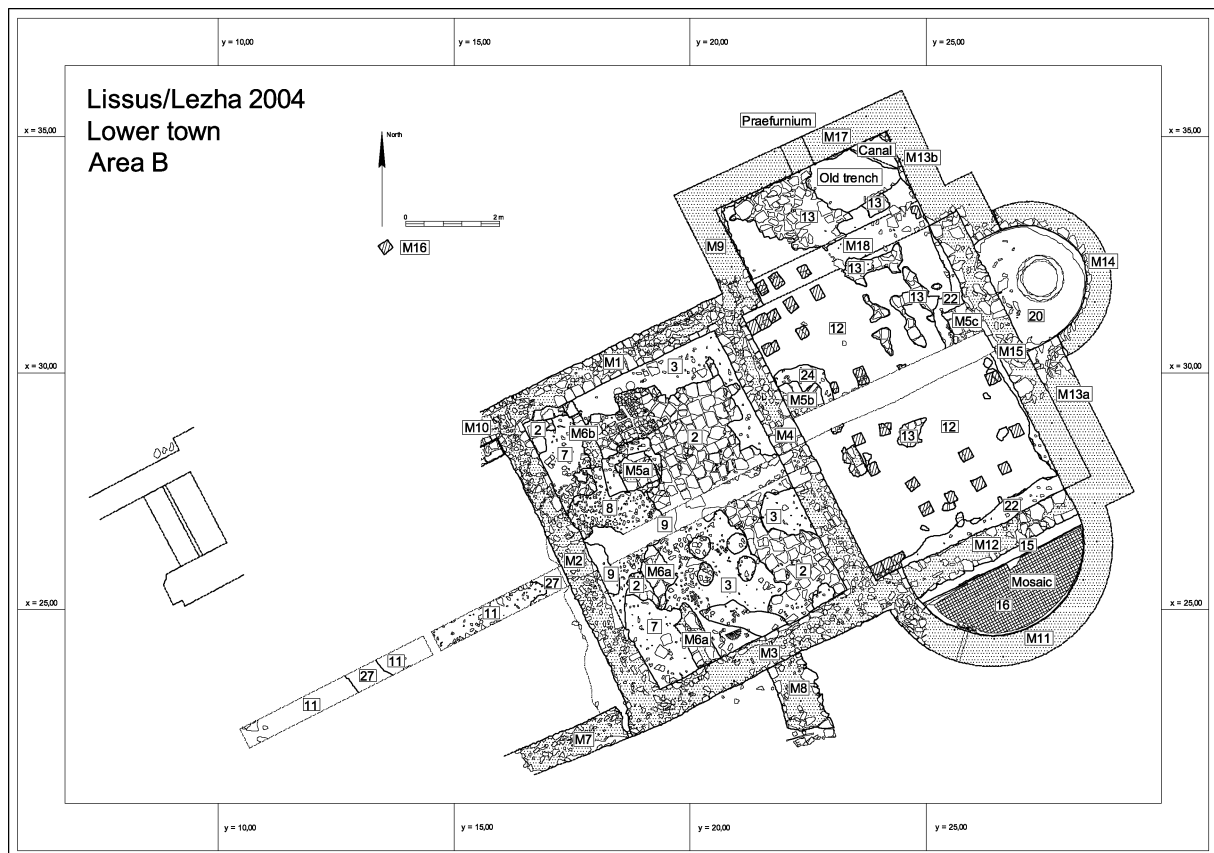 y = 10,00
y = 15,00
y = 20,00
y = 25,00
Lissus/Lezha 2004
Lower town
Area B
x = 35,00
x = 35,00
North
0
2 m
M16
Praefurnium
M17
Canal
M13b
Old trench
13
13
M9
M18
13
M14
13
22
20
12
M5c
M15
M1
3
x = 30,00
x = 30,00
24
M5b
M13a
M10
2
M6b
2
M4
12
13
7
M5a
8
3
22
9
M2
M12
15
27
9
M6a
2
3
2
Mosaic
x = 25,00
x = 25,00
11
16
7
M6a
M11
M3
11
27
M8
11
M7
y = 10,00
y = 15,00
y = 20,00
y = 25,00